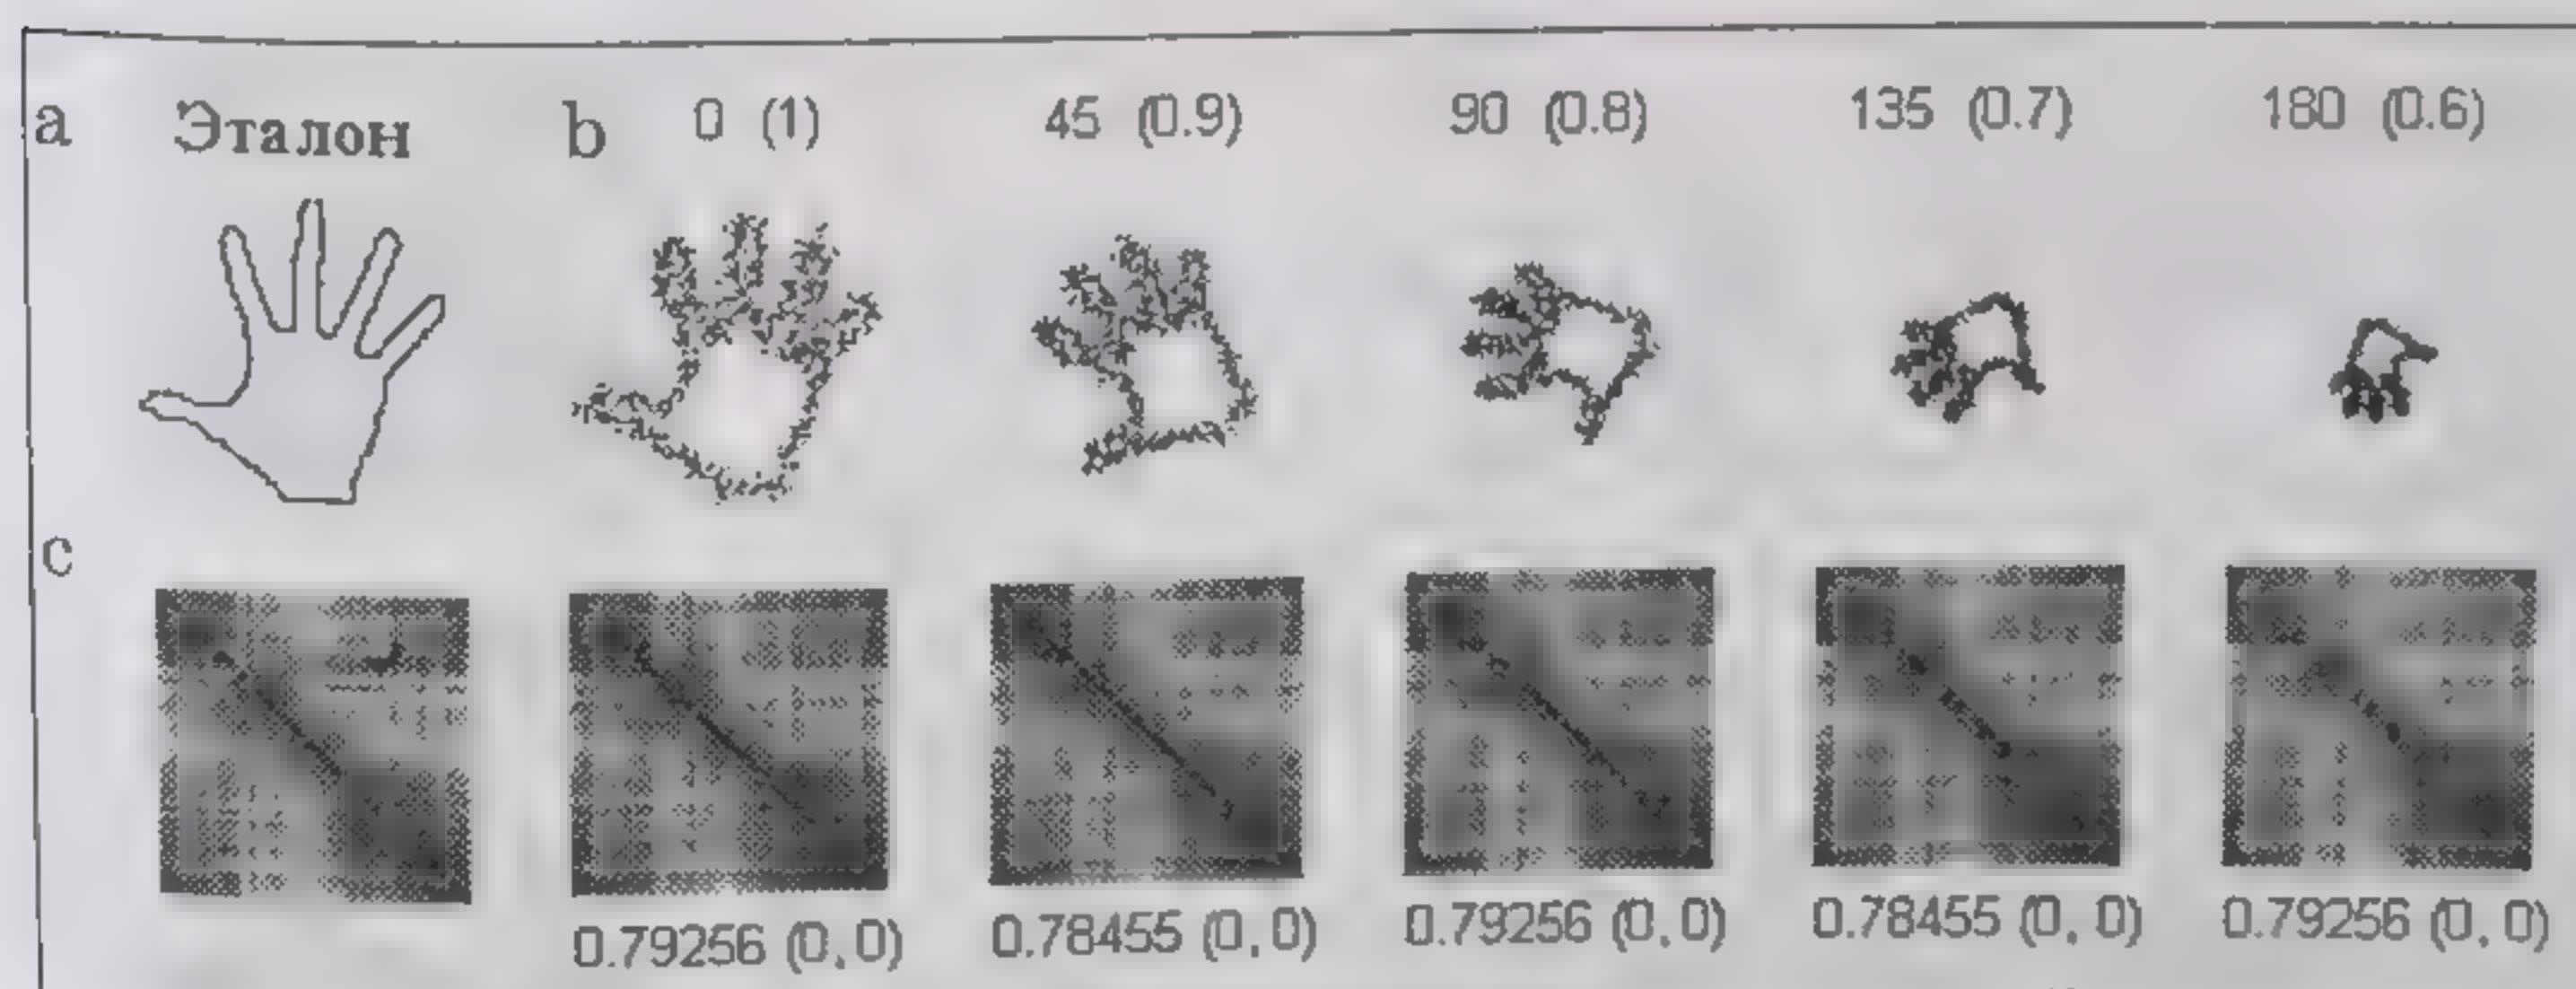 a Эталон b 0 (1) 45 (0.9) 90 (0.8) 135 (0.7) 180 (0.6)
c
0.79256 (0, 0) 0.78455 (0, 0) 0.79256 (0, 0) 0.78455 (0, 0) 0.79256 (0, 0)